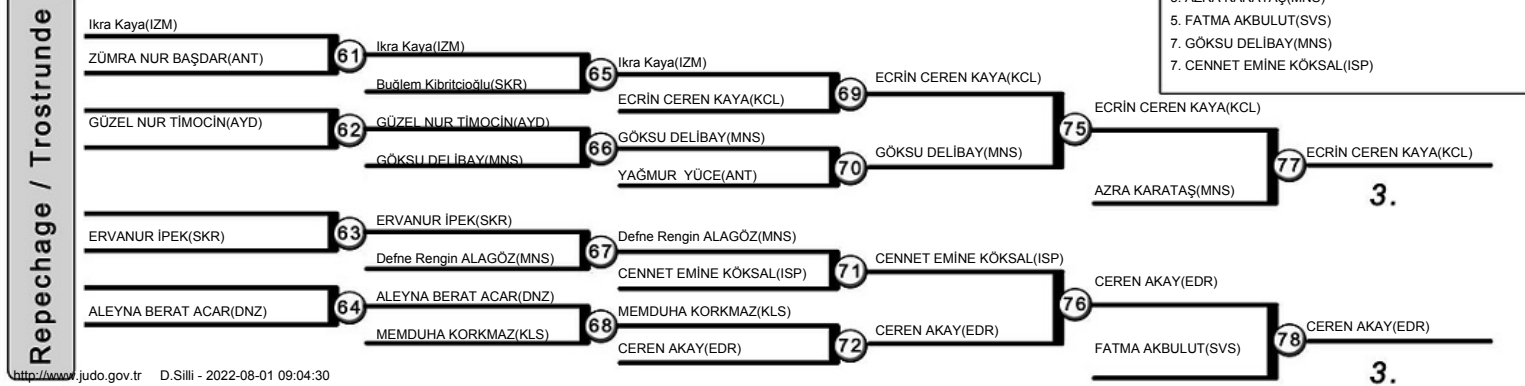 Repechage / Trostrunde
5. FATMA AKBULUT(SVS)
7. GÖKSU DELİBAY(MNS)
7. CENNET EMİNE KÖKSAL(ISP)
Ikra Kaya(IZM)
ZÜMRA NUR BAŞDAR(ANT)
61
GÜZEL NUR TİMOCİN(AYD)
62
ERVANUR İPEK(SKR)
63
ALEYNA BERAT ACAR(DNZ)
64
Ikra Kaya(IZM)
Buğlem Kibritcioğlu(SKR)
65
GÜZEL NUR TİMOCİN(AYD)
GÖKSU DELİBAY(MNS)
66
ERVANUR İPEK(SKR)
Defne Rengin ALAGÖZ(MNS)
67
ALEYNA BERAT ACAR(DNZ)
MEMDUHA KORKMAZ(KLS)
68
Ikra Kaya(IZM)
ECRİN CEREN KAYA(KCL)
69
GÖKSU DELİBAY(MNS)
YAĞMUR YÜCE(ANT)
70
Defne Rengin ALAGÖZ(MNS)
CENNET EMİNE KÖKSAL(ISP)
71
MEMDUHA KORKMAZ(KLS)
CEREN AKAY(EDR)
72
ECRİN CEREN KAYA(KCL)
GÖKSU DELİBAY(MNS)
75
CENNET EMİNE KÖKSAL(ISP)
CEREN AKAY(EDR)
76
ECRİN CEREN KAYA(KCL)
AZRA KARATAŞ(MNS)
77
CEREN AKAY(EDR)
FATMA AKBULUT(SVS)
78
ECRİN CEREN KAYA(KCL)
3.
CEREN AKAY(EDR)
3.
http://www.judo.gov.tr D.Silli - 2022-08-01 09:04:30